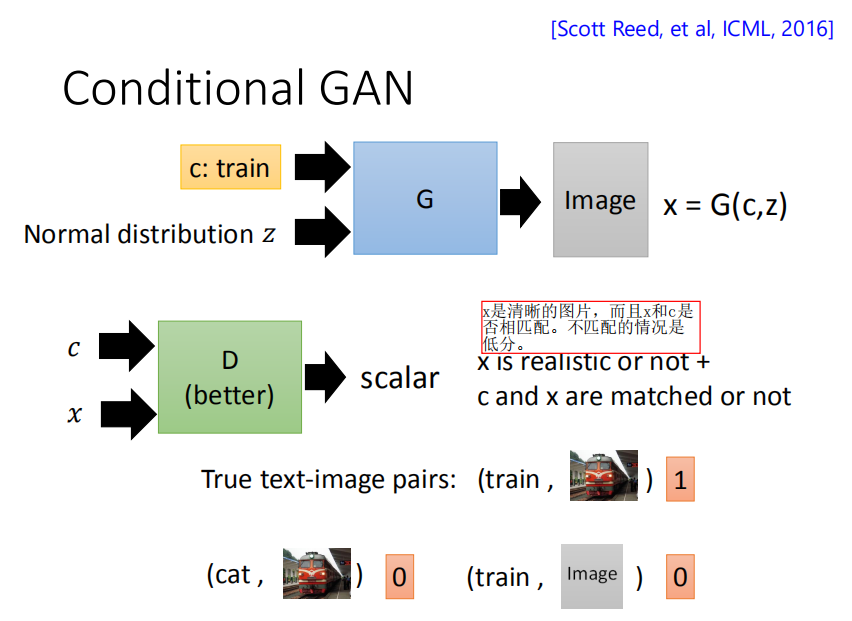 [Scott Reed, et al, ICML, 2016]
Conditional GAN
c: train
G
Image
x = G(c,z)
Normal distribution z
x是清晰的图片，而且x和c是
否相匹配。不匹配的情况是
低分。
c
D
(better)
x
scalar
x is realistic or not +
c and x are matched or not
True text-image pairs: (train , ) 1
(cat , ) 0 (train , Image ) 0